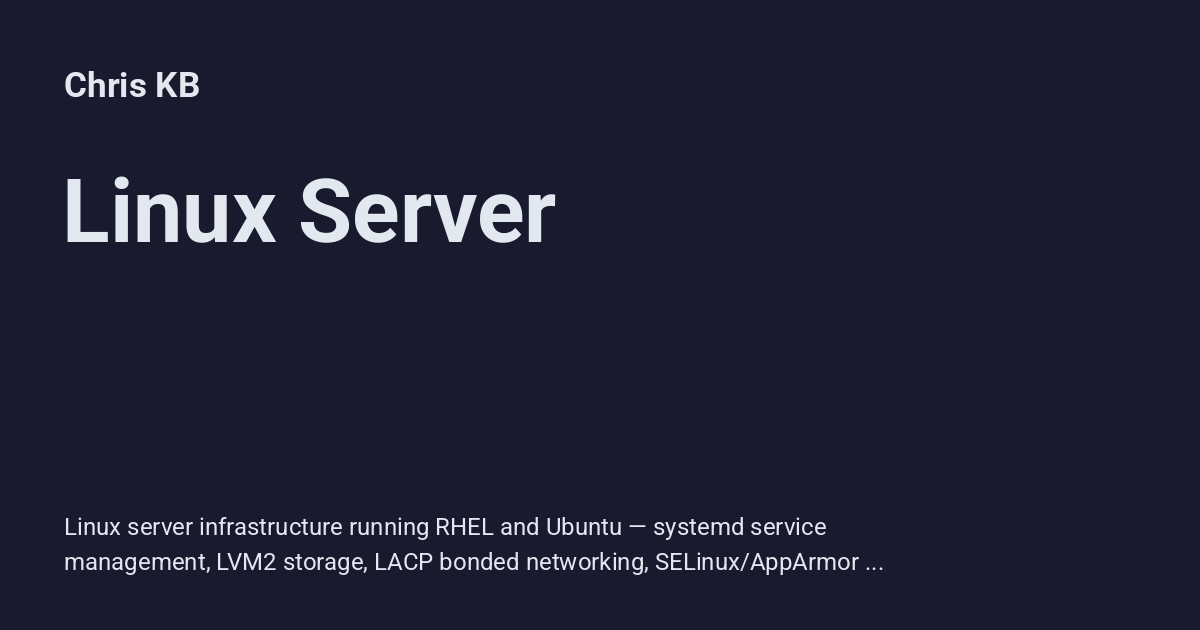 Chris KB
Linux Server
Linux server infrastructure running RHEL and Ubuntu — systemd service
management, LVM2 storage, LACP bonded networking, SELinux/AppArmor ...